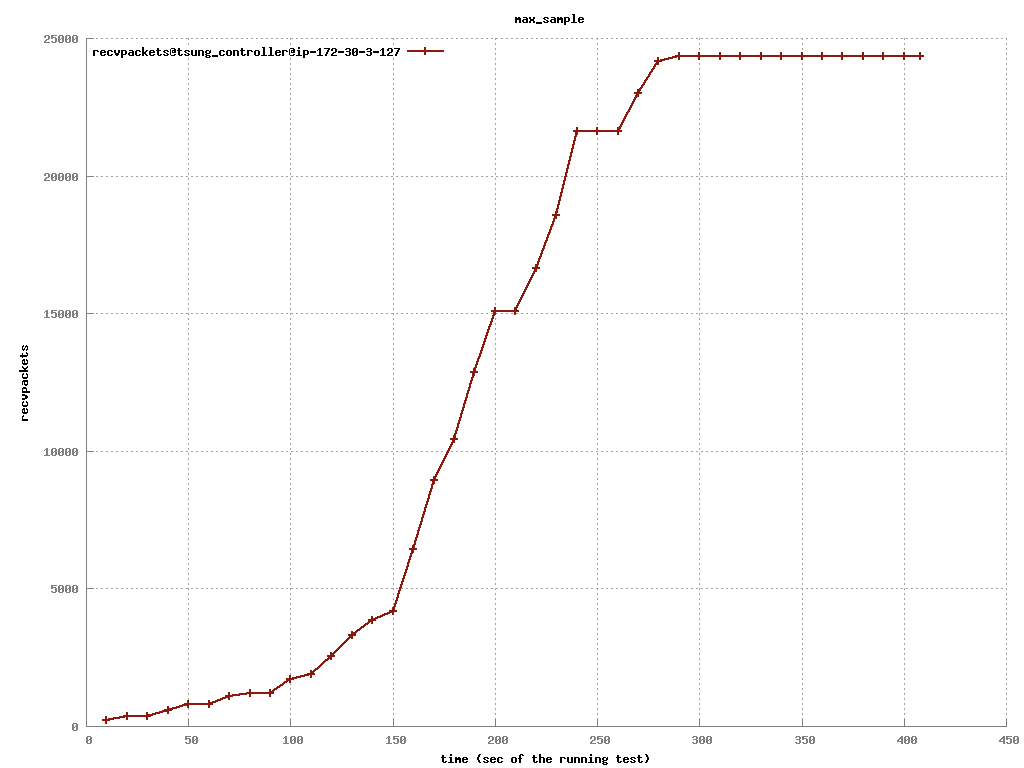 max_sample
25000
recvpackets@tsung_controller@ip-172-30-3-127
20000
15000
recvpackets
10000
5000
0
0 50 100 150 200 250 300 350 400 450
time (sec of the running test)